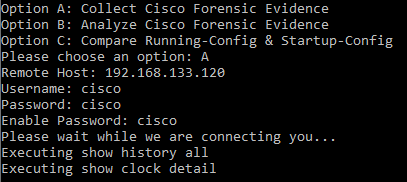 Option A: Collect Cisco Forensic Evidence
Option B: Analyze Cisco Forensic Evidence
Option C: Compare Running-Config & Startup-Config
Please choose an option: A
Remote Host: 192.168.133.120
Username: cisco
Password: cisco
Enable Password: cisco
Please wait while we are connecting you...
Executing show history all
Executing show clock detail